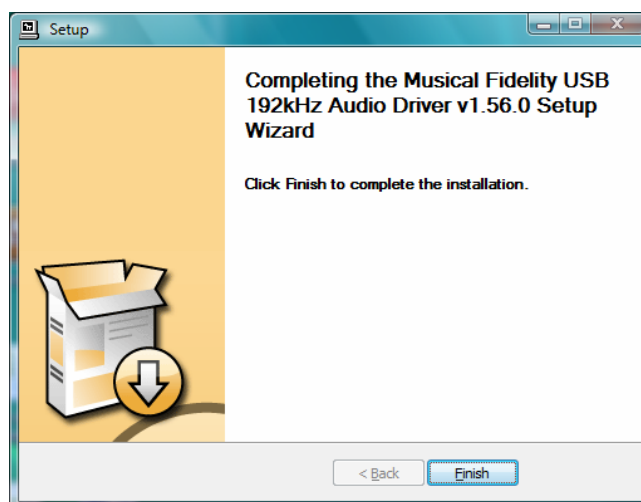 Setup
Completing the Musical Fidelity USB
192kHz Audio Driver v1.56.0 Setup
Wizard
Click Finish to complete the installation.
< Back
Finish